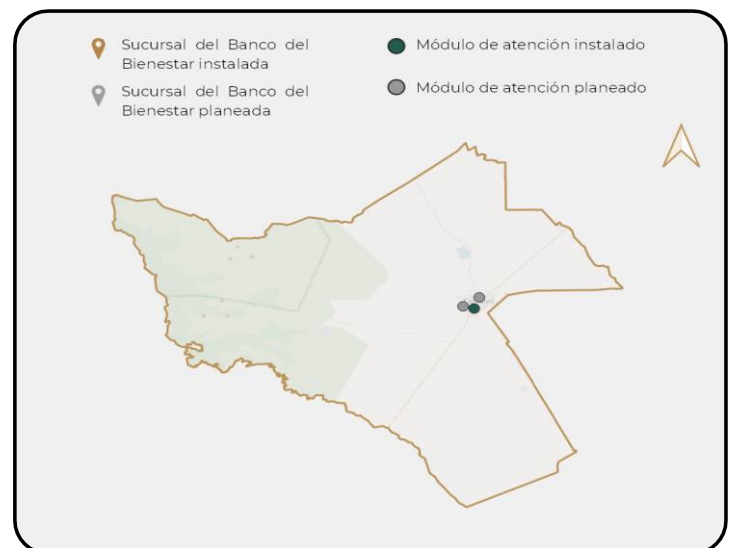 Sucursal del Banco del
Bienestar instalada
Sucursal del Banco del
Bienestar planeada
Módulo de atención instalado
Módulo de atención planeado